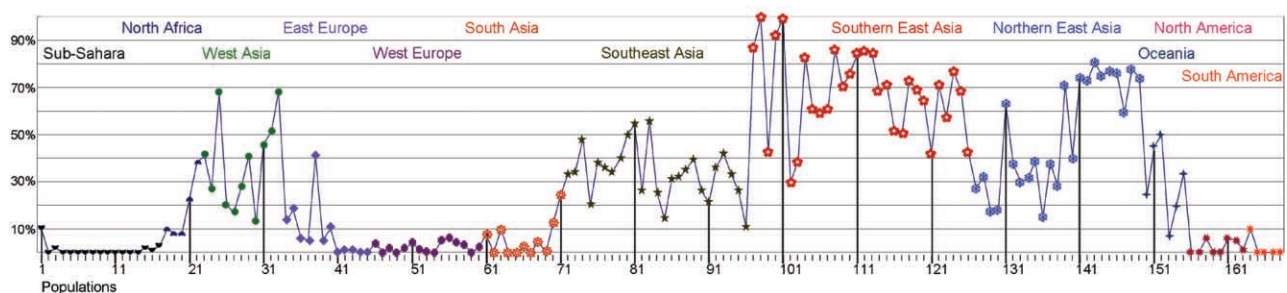 North Africa East Europe South Asia Southern East Asia Northern East Asia North America
90%
Sub-Sahara West Asia West Europe Southeast Asia Oceania
South America
70%
50%
30%
10%
1 11 21 31 41 51 61 71 81 91 101 111 121 131 141 151 161
Populations